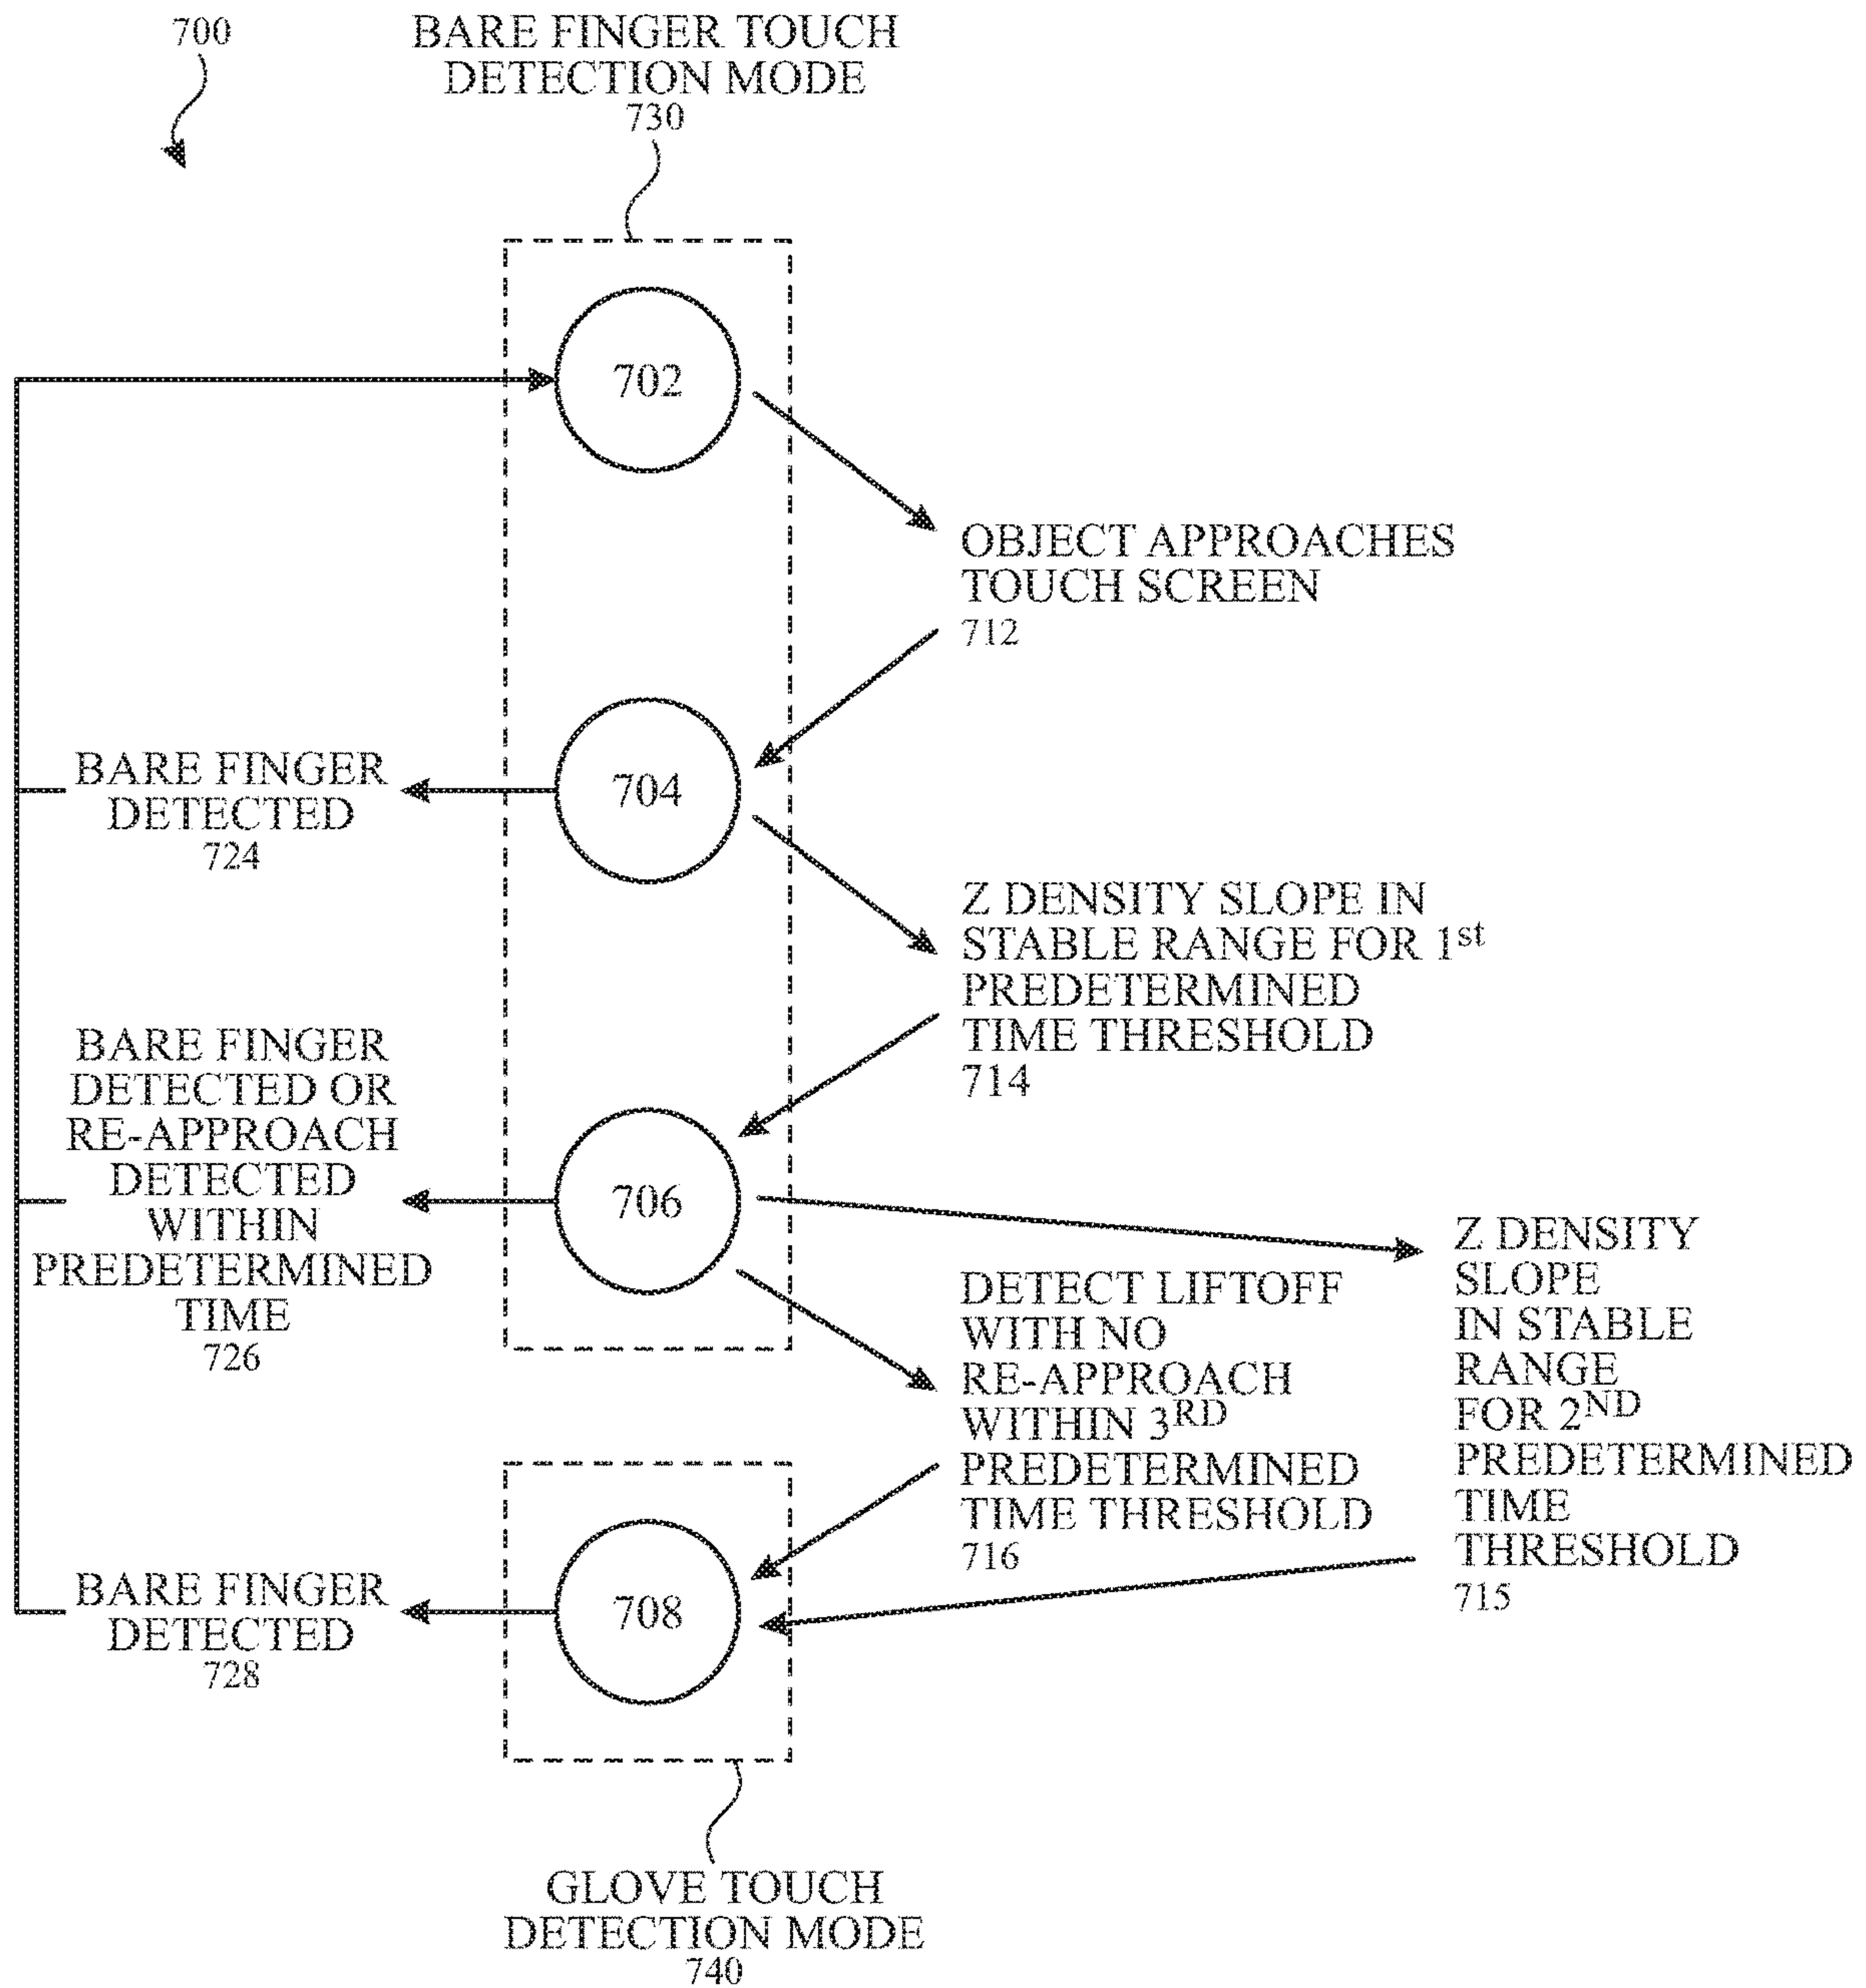 700
BARE FINGER TOUCH
DETECTION MODE
730
702
OBJECT APPROACHES
TOUCH SCREEN
712
BARE FINGER
DETECTED
724
704
Z DENSITY SLOPE IN
STABLE RANGE FOR 1st
PREDETERMINED
TIME THRESHOLD
714
BARE FINGER
DETECTED OR
RE-APPROACH
DETECTED
WITHIN
PREDETERMINED
TIME
726
706
DETECT LIFTOFF
WITH NO
RE-APPROACH
WITHIN 3RD
PREDETERMINED
TIME THRESHOLD
716
Z DENSITY
SLOPE
IN STABLE
RANGE
FOR 2ND
PREDETERMINED
TIME
THRESHOLD
715
BARE FINGER
DETECTED
728
708
GLOVE TOUCH
DETECTION MODE
740